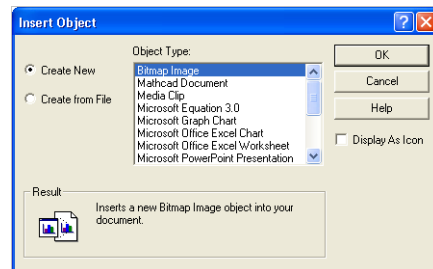 Insert Object
Object Type:
Create New
Create from File
Bitmap Image
Mathcad Document
Media Clip
Microsoft Equation 3.0
Microsoft Graph Chart
Microsoft Office Excel Chart
Microsoft Office Excel Worksheet
Microsoft PowerPoint Presentation
OK
Cancel
Help
Display As Icon
Result
Inserts a new Bitmap Image object into your
document.